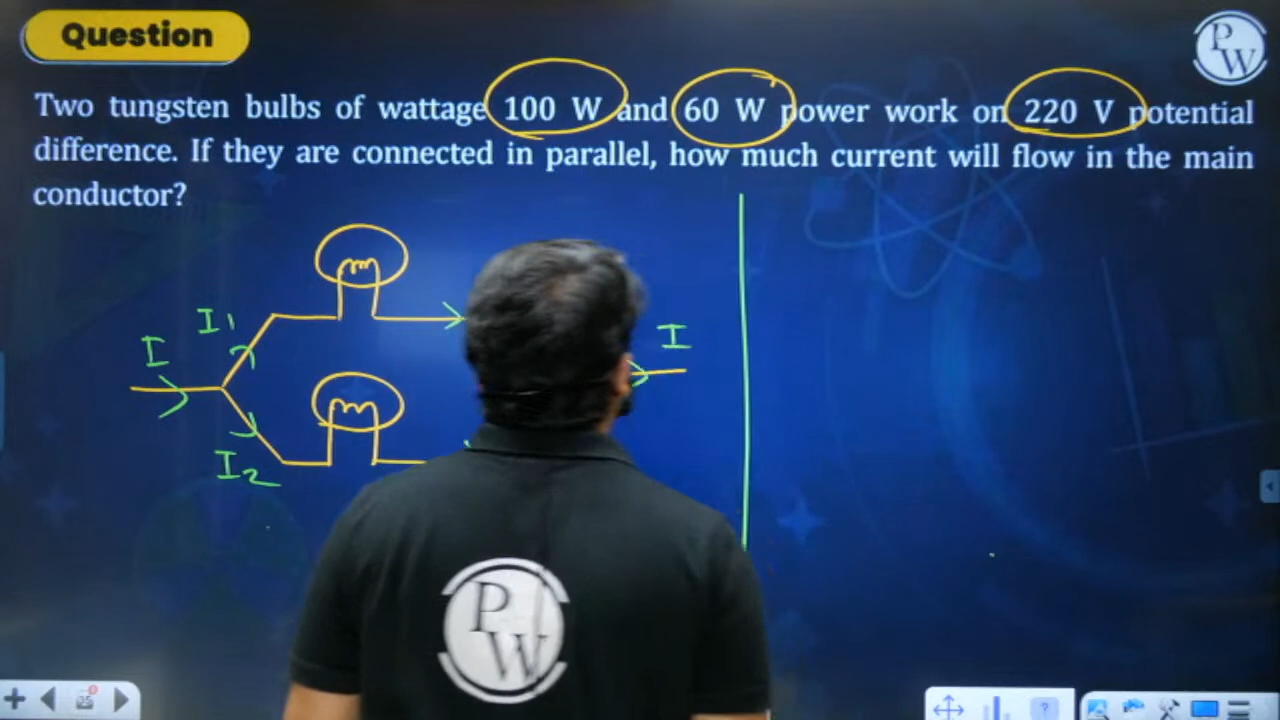 Question
PW
Two tungsten bulbs of wattage 100 W and 60 W power work on 220 V potential
difference. If they are connected in parallel, how much current will flow in the main
conductor?
I
I1
I2
I
PW
25